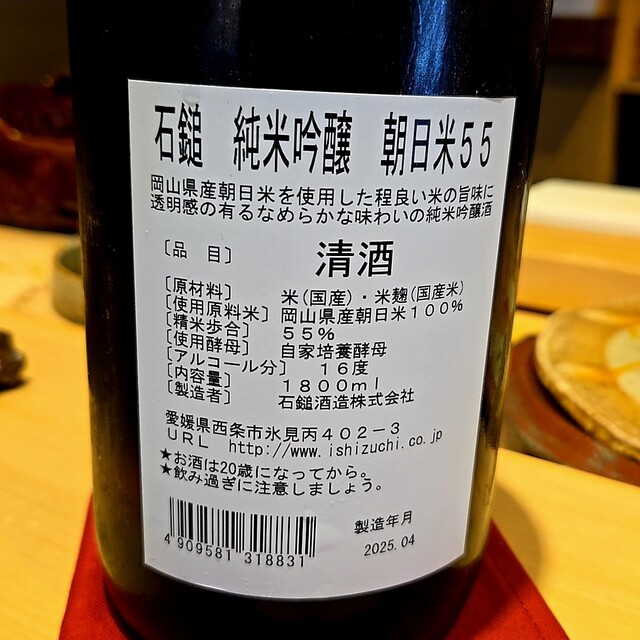 石鎚 純米吟醸 朝日米55
岡山県産朝日米を使用した程良い米の旨味に
透明感の有るなめらかな味わいの純米吟醸酒
［品 目］ 清酒
［原材料］ 米（国産）・米麹（国産米）
［使用原料米］ 岡山県産朝日米100％
［精米歩合］ 55％
［使用酵母］ 自家培養酵母
［アルコール分］ 16度
［内容量］ 1800ml
［製造者］ 石鎚酒造株式会社
愛媛県西条市氷見丙402－3
URL http://www.ishizuchi.co.jp
★お酒は20歳になってから。
★飲み過ぎに注意しましょう。
製造年月
2025.04
4 909581 318831